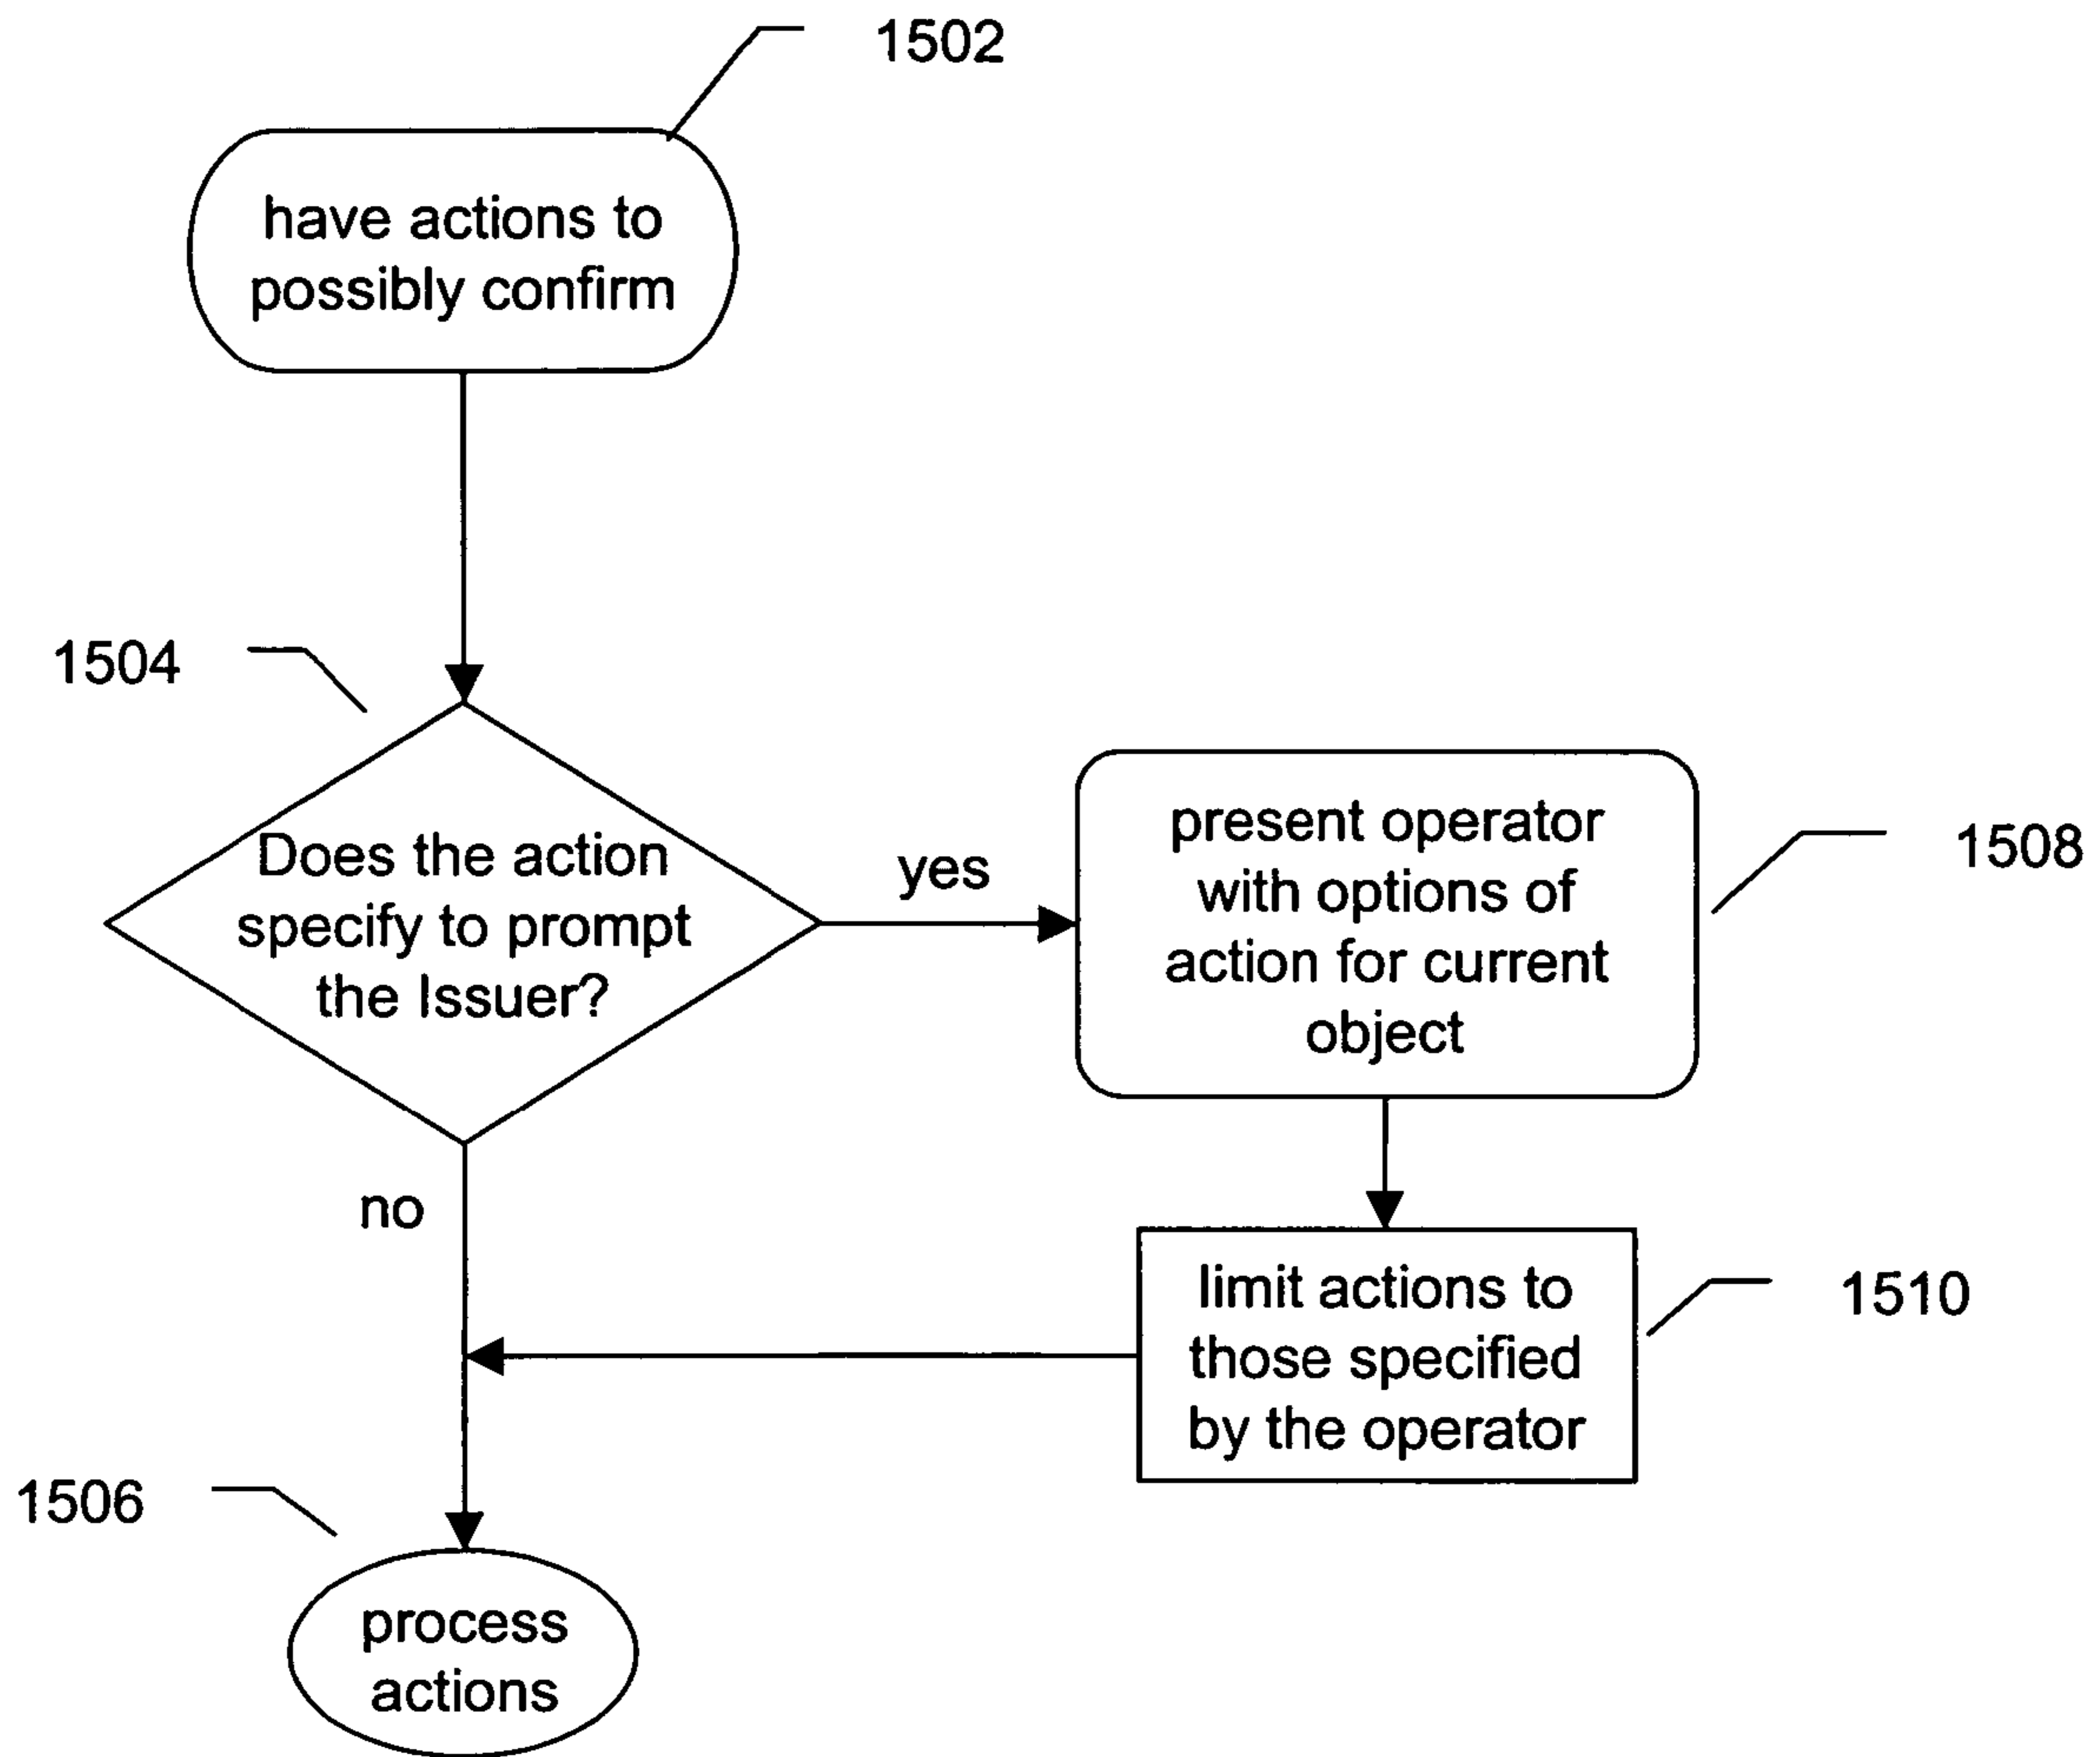 1502
have actions to
possibly confirm
1504
Does the action
specify to prompt
the Issuer?
yes
present operator
with options of
action for current
object
1508
no
limit actions to
those specified
by the operator
1510
1506
process
actions